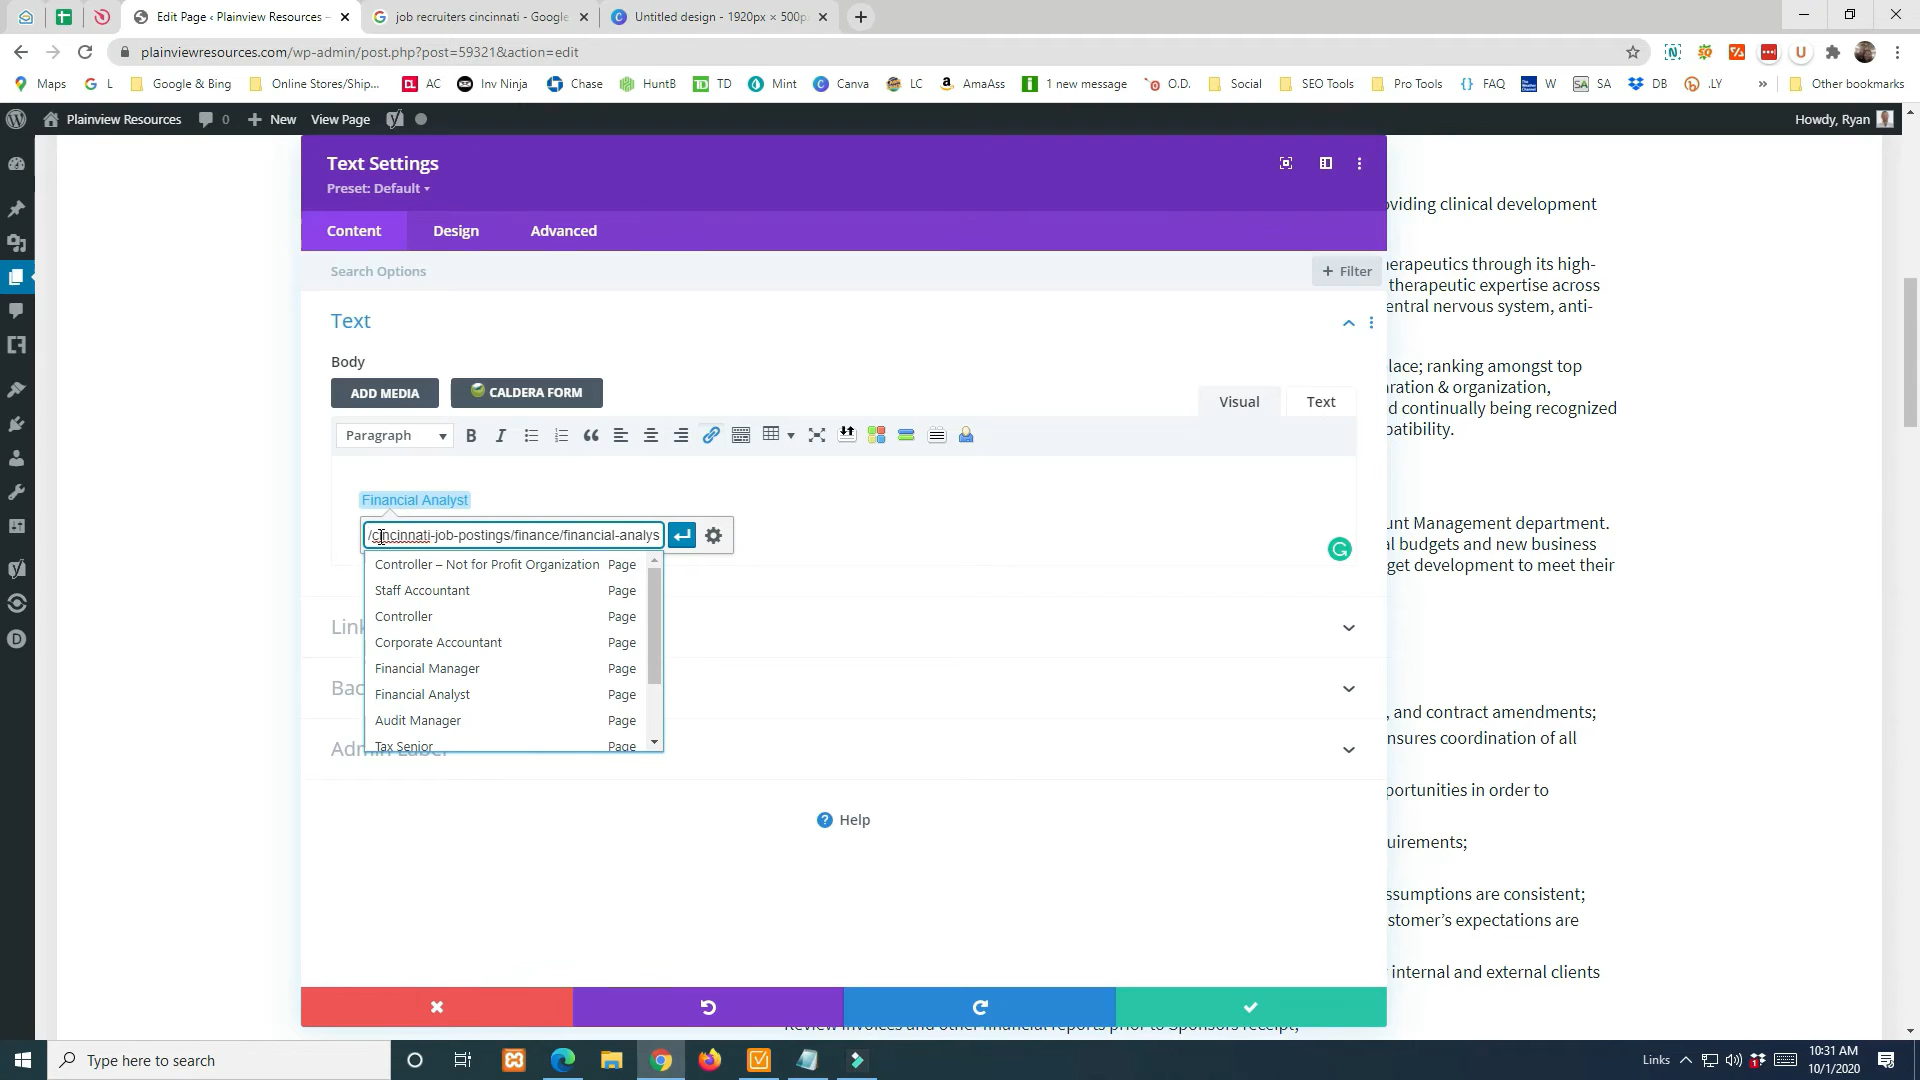 Edit Page ‹ Plainview Resources –
job recruiters cincinnati - Google
Untitled design - 1920px × 500p
plainviewresources.com/wp-admin/post.php?post=59321&action=edit
Maps
L
Google & Bing
Online Stores/Ship...
AC
Inv Ninja
Chase
HuntB
TD
Mint
Canva
LC
AmaAss
1 new message
O.D.
Social
SEO Tools
Pro Tools
FAQ
W
SA
DB
.LY
Other bookmarks
Plainview Resources
0
New
View Page
Howdy, Ryan
Text Settings
Preset: Default
Content
Design
Advanced
Search Options
Filter
Text
Body
ADD MEDIA
CALDERA FORM
Visual
Text
Paragraph
Financial Analyst
/cincinnati-job-postings/finance/financial-analys
Controller – Not for Profit Organization Page
Staff Accountant Page
Controller Page
Corporate Accountant Page
Financial Manager Page
Financial Analyst Page
Audit Manager Page
Tax Senior Page
Link
Bac
Admin Label
Help
oviding clinical development
herapeutics through its high-
therapeutic expertise across
entral nervous system, anti-
lace; ranking amongst top
aration & organization,
d continually being recognized
patibility.
unt Management department.
al budgets and new business
get development to meet their
, and contract amendments;
nsures coordination of all
portunities in order to
uirements;
ssumptions are consistent;
stomer’s expectations are
internal and external clients
Review invoices and other financial reports prior to Sponsors receipt;
Type here to search
Links
10:31 AM
10/1/2020